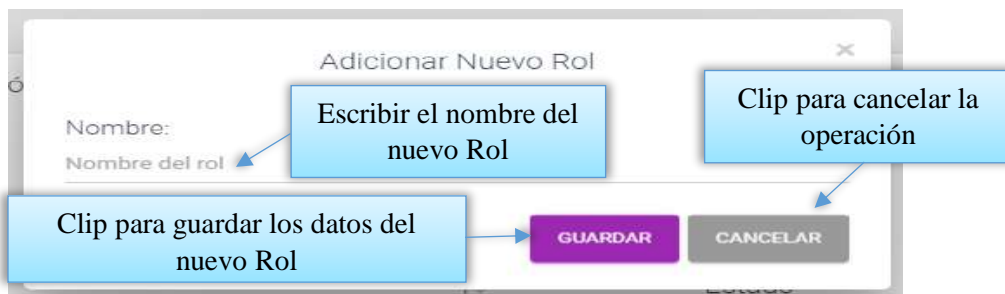 Adicionar Nuevo Rol
×
ó
Escribir el nombre del
nuevo Rol
Clip para cancelar la
operación
Nombre:
Nombre del rol
Clip para guardar los datos del
nuevo Rol
GUARDAR
CANCELAR
Estado